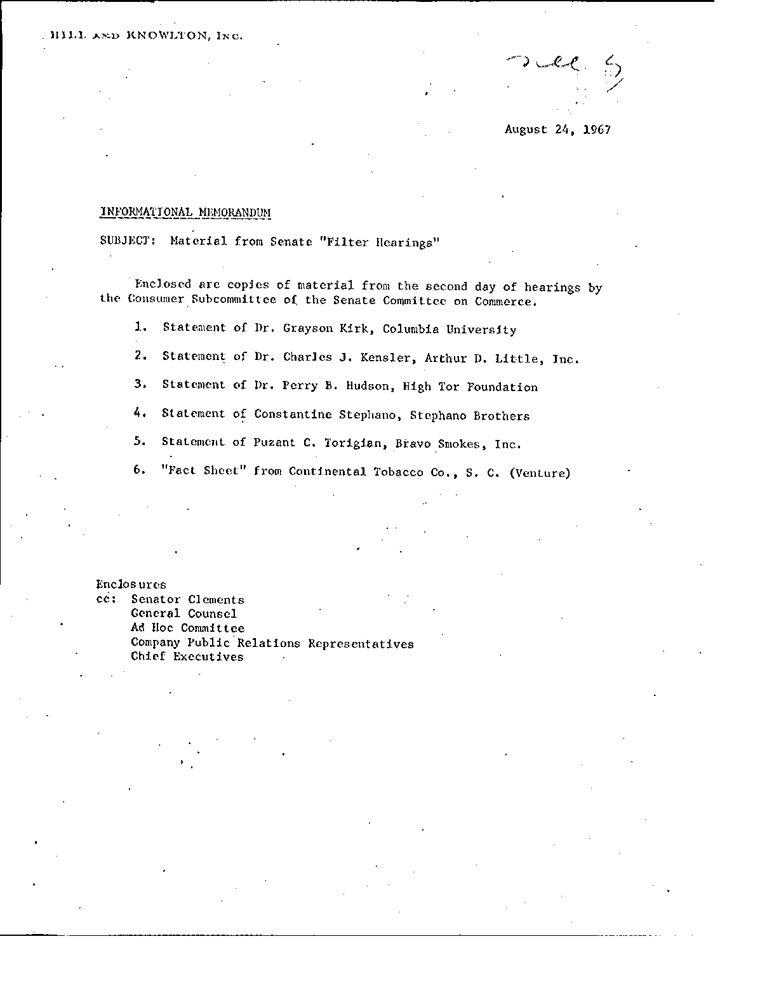 HILL AND KNOWLTON, INC.
August 24, 1967
INFORMATIONAL MEMORANDUM
SUBJECT: Material from Senate "Filter Hearings"
Enclosed are copies of material from the second day of hearings by
the Consumer Subcommittee of the Senate Committee on Commerce.
1. Statement of Dr. Grayson Kirk, Columbia University
2. Statement of Dr. Charles J. Kensler, Arthur D. Little, Inc.
3. Statement of Dr. Perry B. Hudson, High Tor Foundation
4. Statement of Constantine Stephano, Stephano Brothers
5. Statement of Puzant C. Torigian, Bravo Smokes, Inc.
6. "Fact Sheet" from Continental Tobacco Co., S. C. (Venture)
Enclosures
cc: Senator Clements
General Counsel
Ad Hoc Committee
Company Public Relations Representatives
Chief Executives